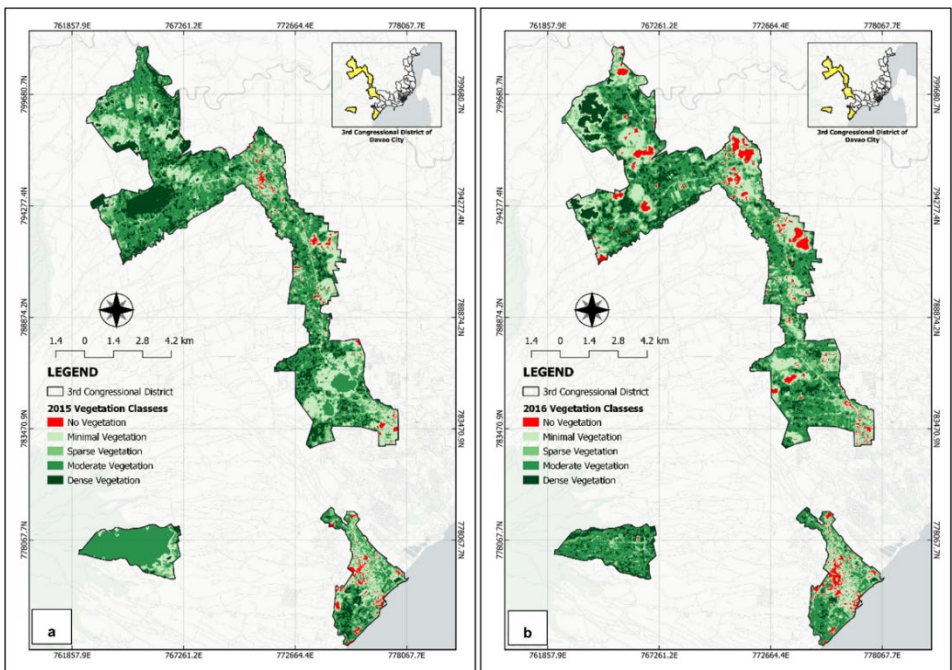 761857.9E 767261.2E 772664.4E 778067.7E
799680.7N
794277.4N
788874.2N
783470.9N
778067.7N
3rd Congressional District of
Davao City
1.4 0 1.4 2.8 4.2 km
LEGEND
3rd Congressional District
2015 Vegetation Classess
No Vegetation
Minimal Vegetation
Sparse Vegetation
Moderate Vegetation
Dense Vegetation
799680.7N
794277.4N
788874.2N
783470.9N
778067.7N
a
761857.9E 767261.2E 772664.4E 778067.7E
761857.9E 767261.2E 772664.4E 778067.7E
799680.7N
794277.4N
788874.2N
783470.9N
778067.7N
3rd Congressional District of
Davao City
1.4 0 1.4 2.8 4.2 km
LEGEND
3rd Congressional District
2016 Vegetation Classess
No Vegetation
Minimal Vegetation
Sparse Vegetation
Moderate Vegetation
Dense Vegetation
799680.7N
794277.4N
788874.2N
783470.9N
778067.7N
b
761857.9E 767261.2E 772664.4E 778067.7E